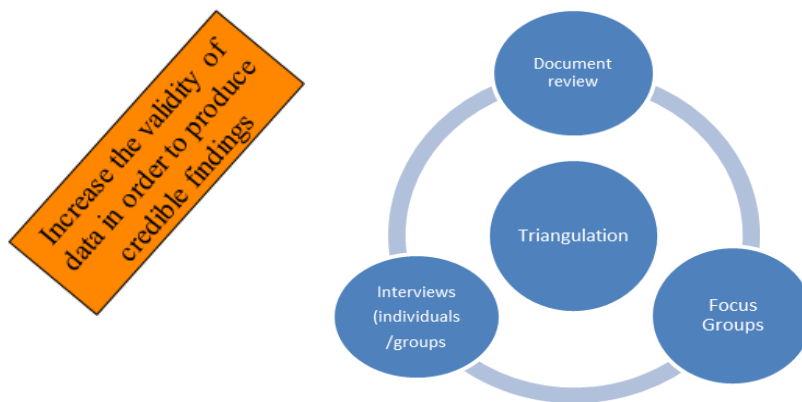 Increase the validity of
data in order to produce
credible findings
Document
review
Triangulation
Interviews
(individuals
/groups
Focus
Groups